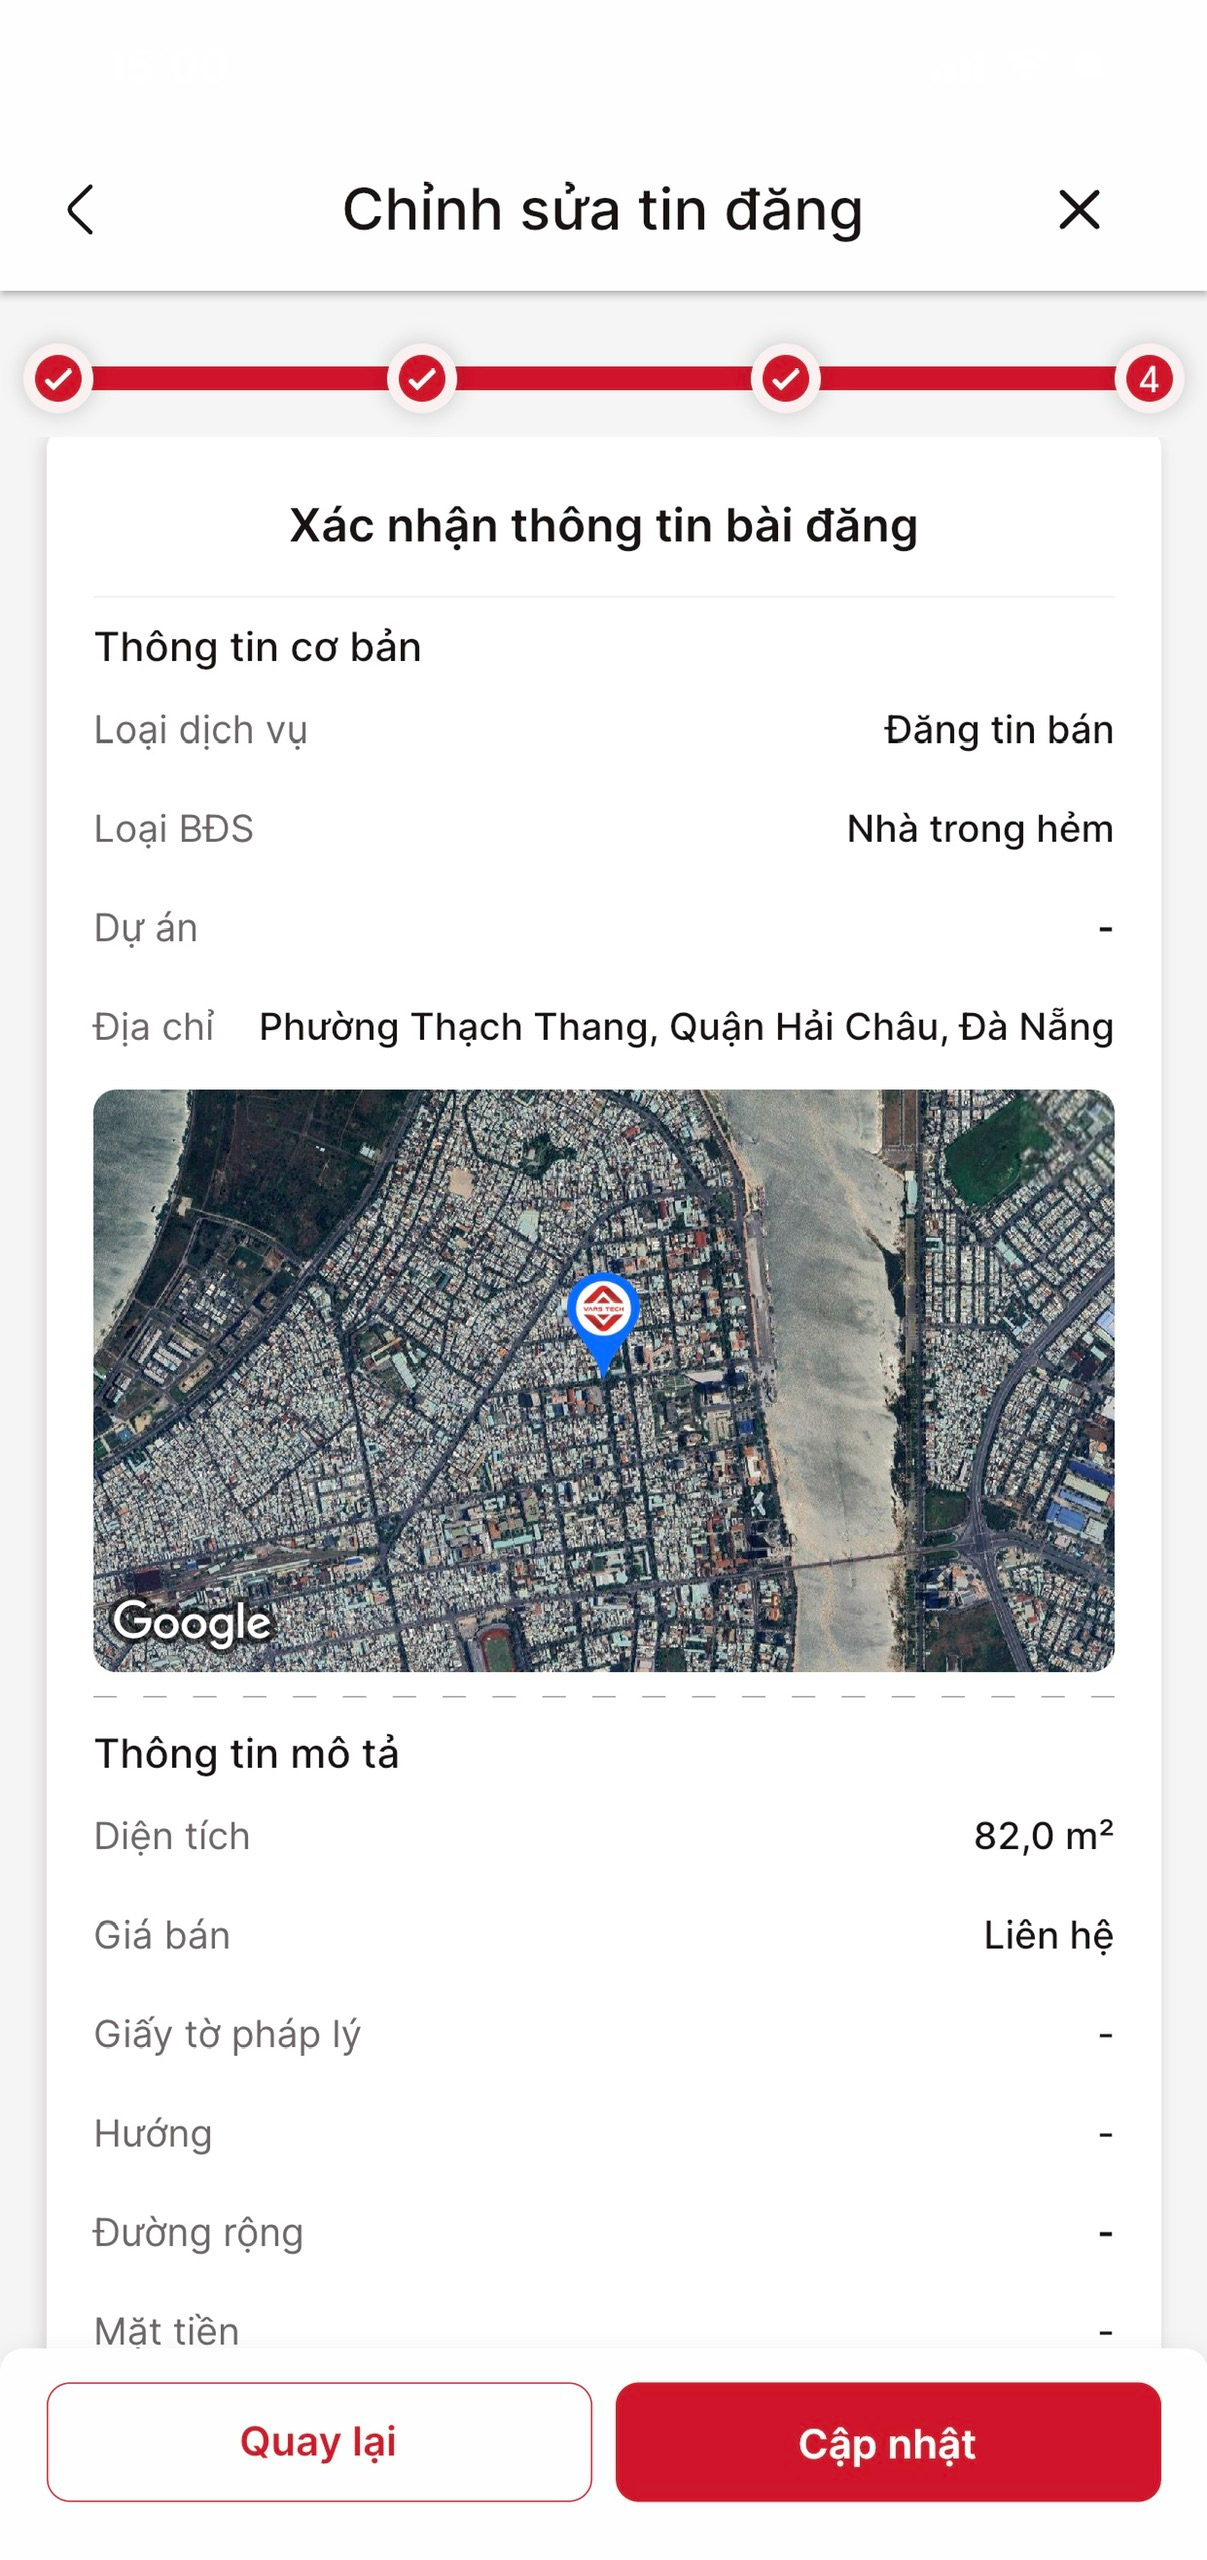 Chỉnh sửa tin đăng
4
Xác nhận thông tin bài đăng
Thông tin cơ bản
Loại dịch vụ Đăng tin bán
Loại BĐS Nhà trong hẻm
Dự án -
Địa chỉ Phường Thạch Thang, Quận Hải Châu, Đà Nẵng
VARS TECH
Google
Thông tin mô tả
Diện tích 82,0 m²
Giá bán Liên hệ
Giấy tờ pháp lý -
Hướng -
Đường rộng -
Mặt tiền -
Quay lại Cập nhật